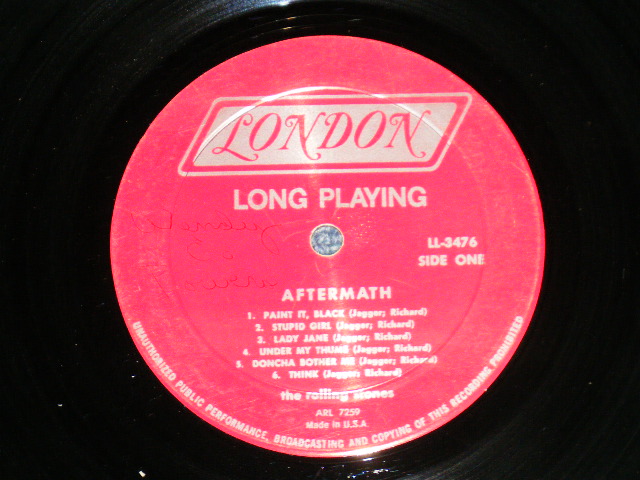 LONDON
LONG PLAYING
LL-3476
SIDE ONE
AFTERMATH
1. PAINT IT, BLACK (Jagger; Richard)
2. STUPID GIRL (Jagger; Richard)
3. LADY JANE (Jagger; Richard)
4. UNDER MY THUMB (Jagger; Richard)
5. DONCHA BOTHER ME (Jagger; Richard)
6. THINK (Jagger; Richard)
the rolling stones
ARL 7259
Made in U.S.A
UNAUTHORIZED PUBLIC PERFORMANCE, BROADCASTING AND COPYING OF THIS RECORDING PROHIBITED